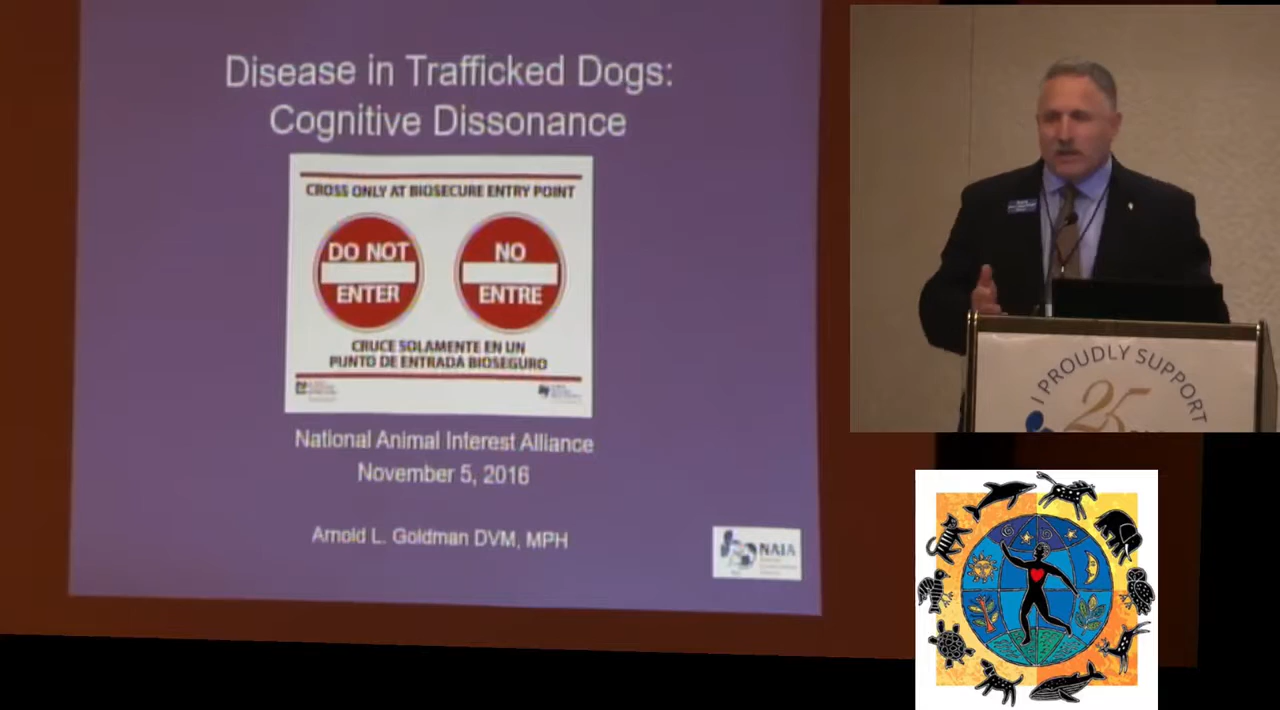 Disease in Trafficked Dogs:
Cognitive Dissonance
CROSS ONLY AT BIOSECURE ENTRY POINT
DO NOT
ENTER
NO
ENTRE
CRUCE SOLAMENTE EN UN
PUNTO DE ENTRADA BIOSEGURO
National Animal Interest Alliance
November 5, 2016
Arnold L. Goldman DVM, MPH
NAIA
I PROUDLY SUPPORT
25